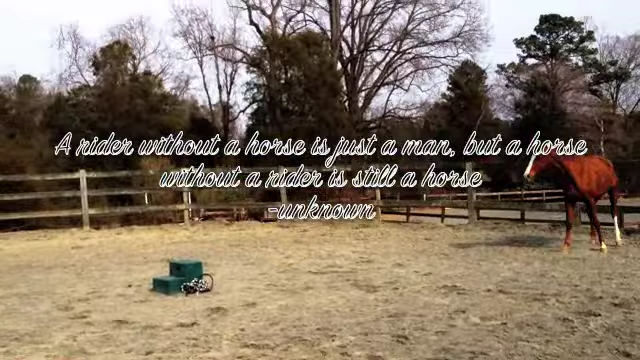 A rider without a horse is just a man, but a horse
without a rider is still a horse
-unknown